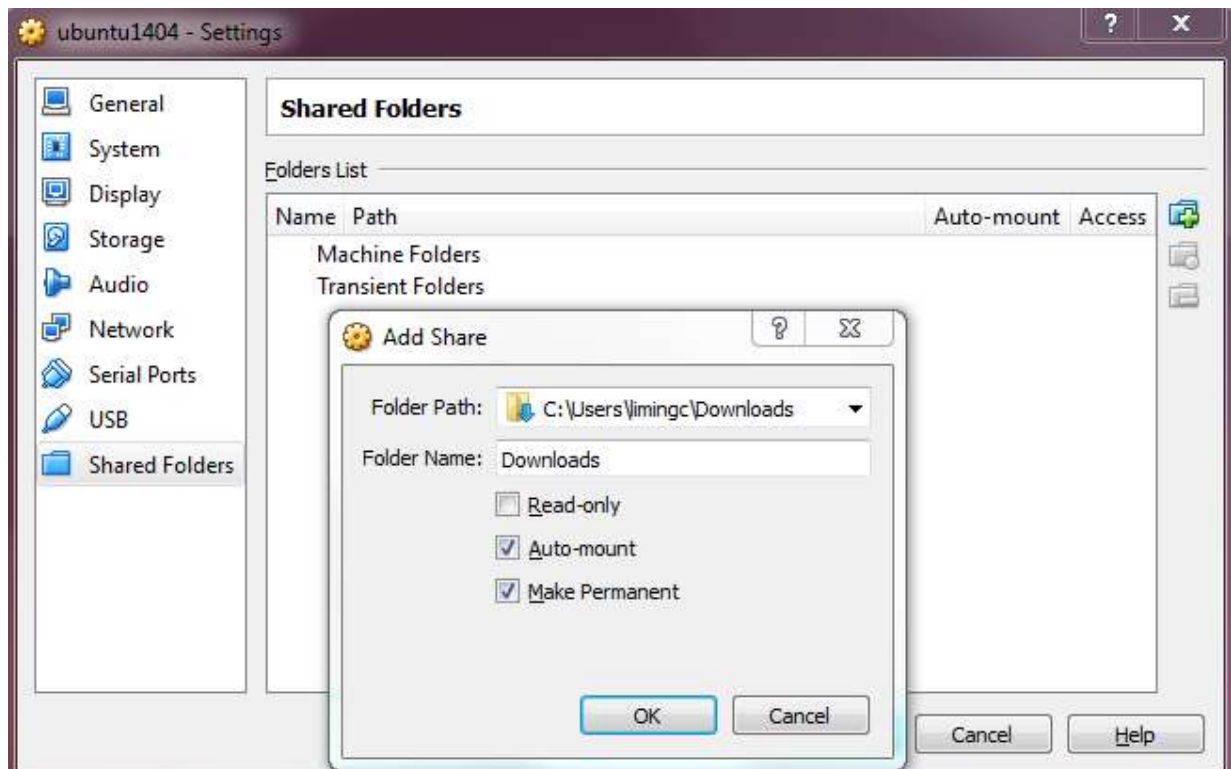 ubuntu1404 - Settings
General
System
Display
Storage
Audio
Network
Serial Ports
USB
Shared Folders
Shared Folders
Folders List
Name Path Auto-mount Access
Machine Folders
Transient Folders
Add Share
Folder Path: C:\Users\limingc\Downloads
Folder Name: Downloads
Read-only
Auto-mount
Make Permanent
OK Cancel
Cancel Help